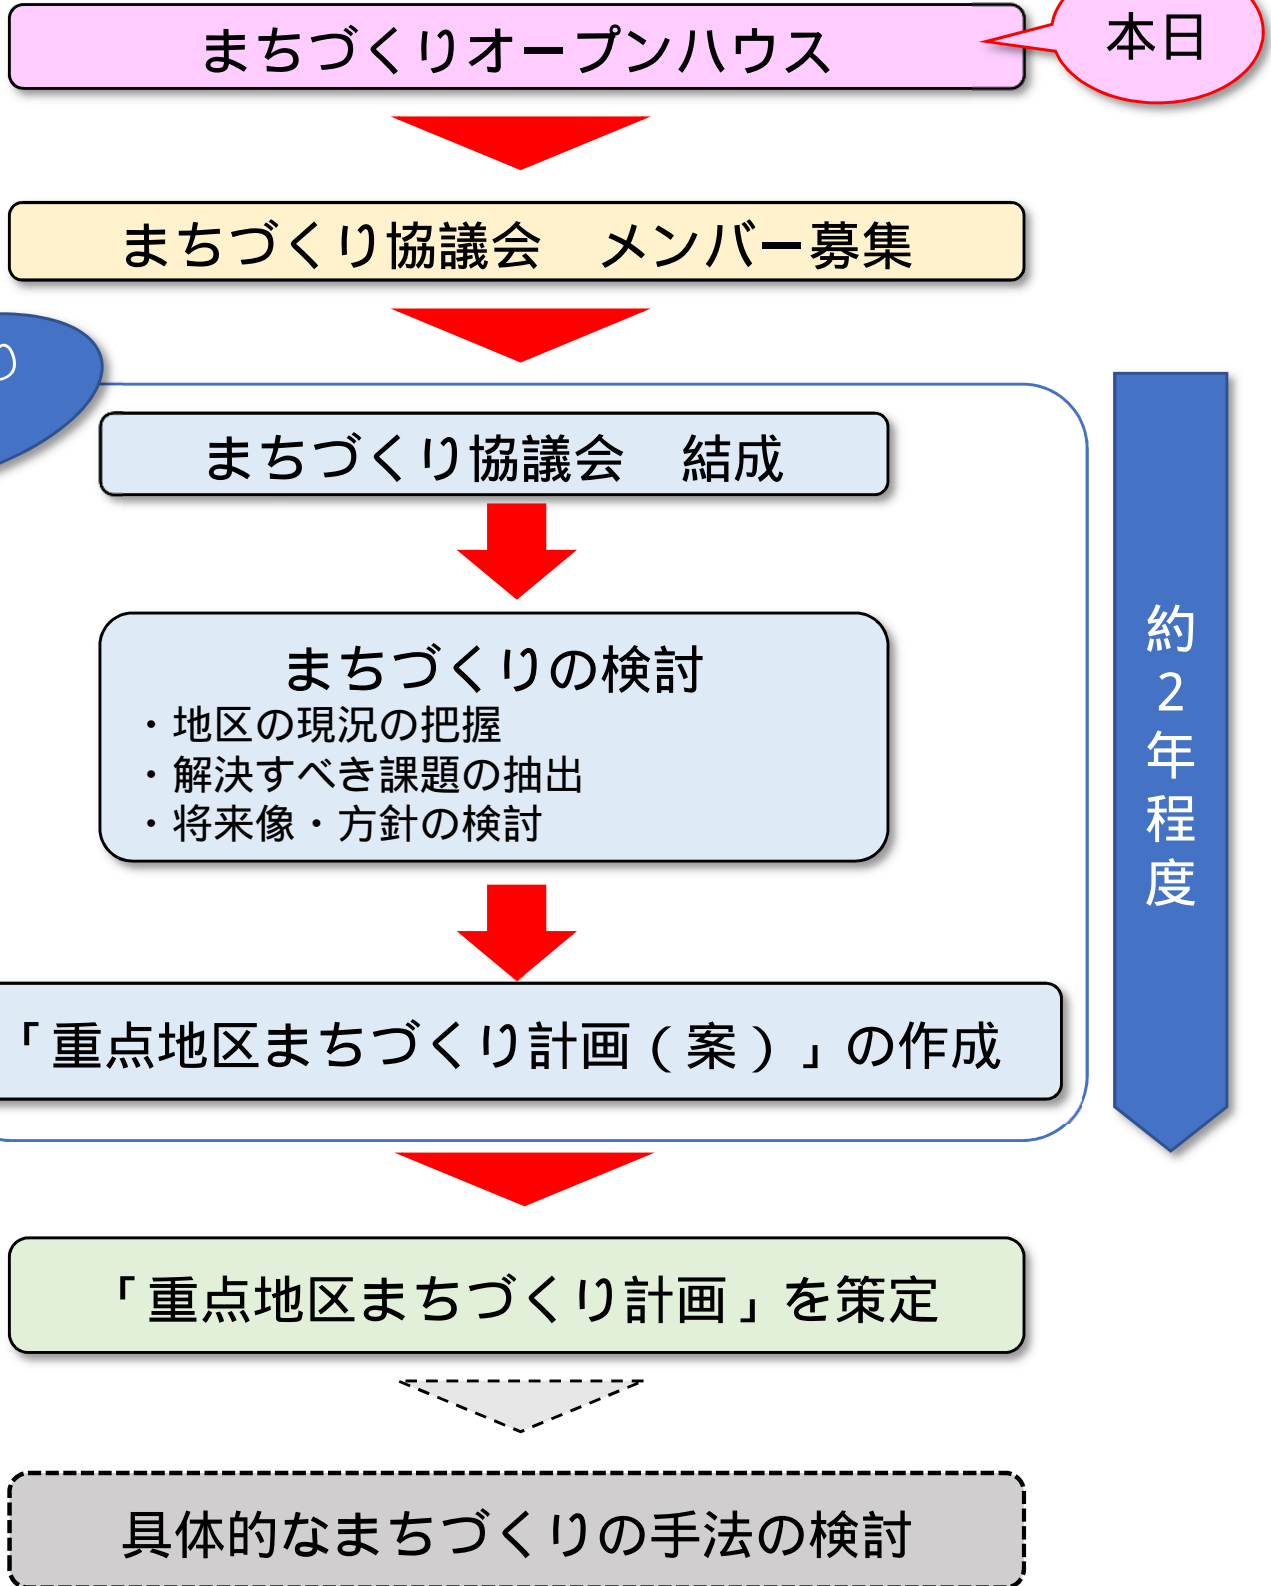 まちづくりオープンハウス
本日
まちづくり協議会　メンバー募集
まちづくり協議会　結成
まちづくりの検討
・地区の現況の把握
・解決すべき課題の抽出
・将来像・方針の検討
「重点地区まちづくり計画（案）」の作成
約2年程度
「重点地区まちづくり計画」を策定
具体的なまちづくりの手法の検討